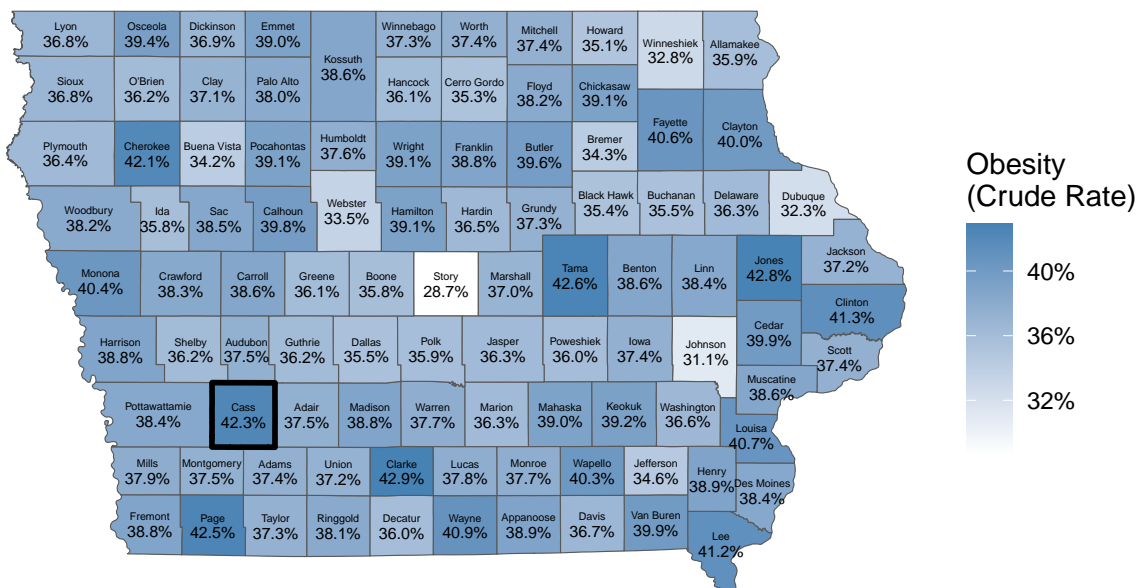 Lyon
36.8%
Osceola
39.4%
Dickinson
36.9%
Emmet
39.0%
Kossuth
38.6%
Winnebago
37.3%
Worth
37.4%
Mitchell
37.4%
Howard
35.1%
Winneshiek
32.8%
Allamakee
35.9%
Sioux
36.8%
O'Brien
36.2%
Clay
37.1%
Palo Alto
38.0%
Hancock
36.1%
Cerro Gordo
35.3%
Floyd
38.2%
Chickasaw
39.1%
Fayette
40.6%
Clayton
40.0%
Plymouth
36.4%
Cherokee
42.1%
Buena Vista
34.2%
Pocahontas
39.1%
Humboldt
37.6%
Wright
39.1%
Franklin
38.8%
Butler
39.6%
Bremer
34.3%
Woodbury
38.2%
Ida
35.8%
Sac
38.5%
Calhoun
39.8%
Webster
33.5%
Hamilton
39.1%
Hardin
36.5%
Grundy
37.3%
Black Hawk
35.4%
Buchanan
35.5%
Delaware
36.3%
Dubuque
32.3%
Monona
40.4%
Crawford
38.3%
Carroll
38.6%
Greene
36.1%
Boone
35.8%
Story
28.7%
Marshall
37.0%
Tama
42.6%
Benton
38.6%
Linn
38.4%
Jones
42.8%
Jackson
37.2%
Clinton
41.3%
Harrison
38.8%
Shelby
36.2%
Audubon
37.5%
Guthrie
36.2%
Dallas
35.5%
Polk
35.9%
Jasper
36.3%
Poweshiek
36.0%
Iowa
37.4%
Johnson
31.1%
Cedar
39.9%
Scott
37.4%
Muscatine
38.6%
Pottawattamie
38.4%
Cass
42.3%
Adair
37.5%
Madison
38.8%
Warren
37.7%
Marion
36.3%
Mahaska
39.0%
Keokuk
39.2%
Washington
36.6%
Louisa
40.7%
Mills
37.9%
Montgomery
37.5%
Adams
37.4%
Union
37.2%
Clarke
42.9%
Lucas
37.8%
Monroe
37.7%
Wapello
40.3%
Jefferson
34.6%
Henry
38.9%
Des Moines
38.4%
Fremont
38.8%
Page
42.5%
Taylor
37.3%
Ringgold
38.1%
Decatur
36.0%
Wayne
40.9%
Appanoose
38.9%
Davis
36.7%
Van Buren
39.9%
Lee
41.2%
Obesity
(Crude Rate)
40%
36%
32%